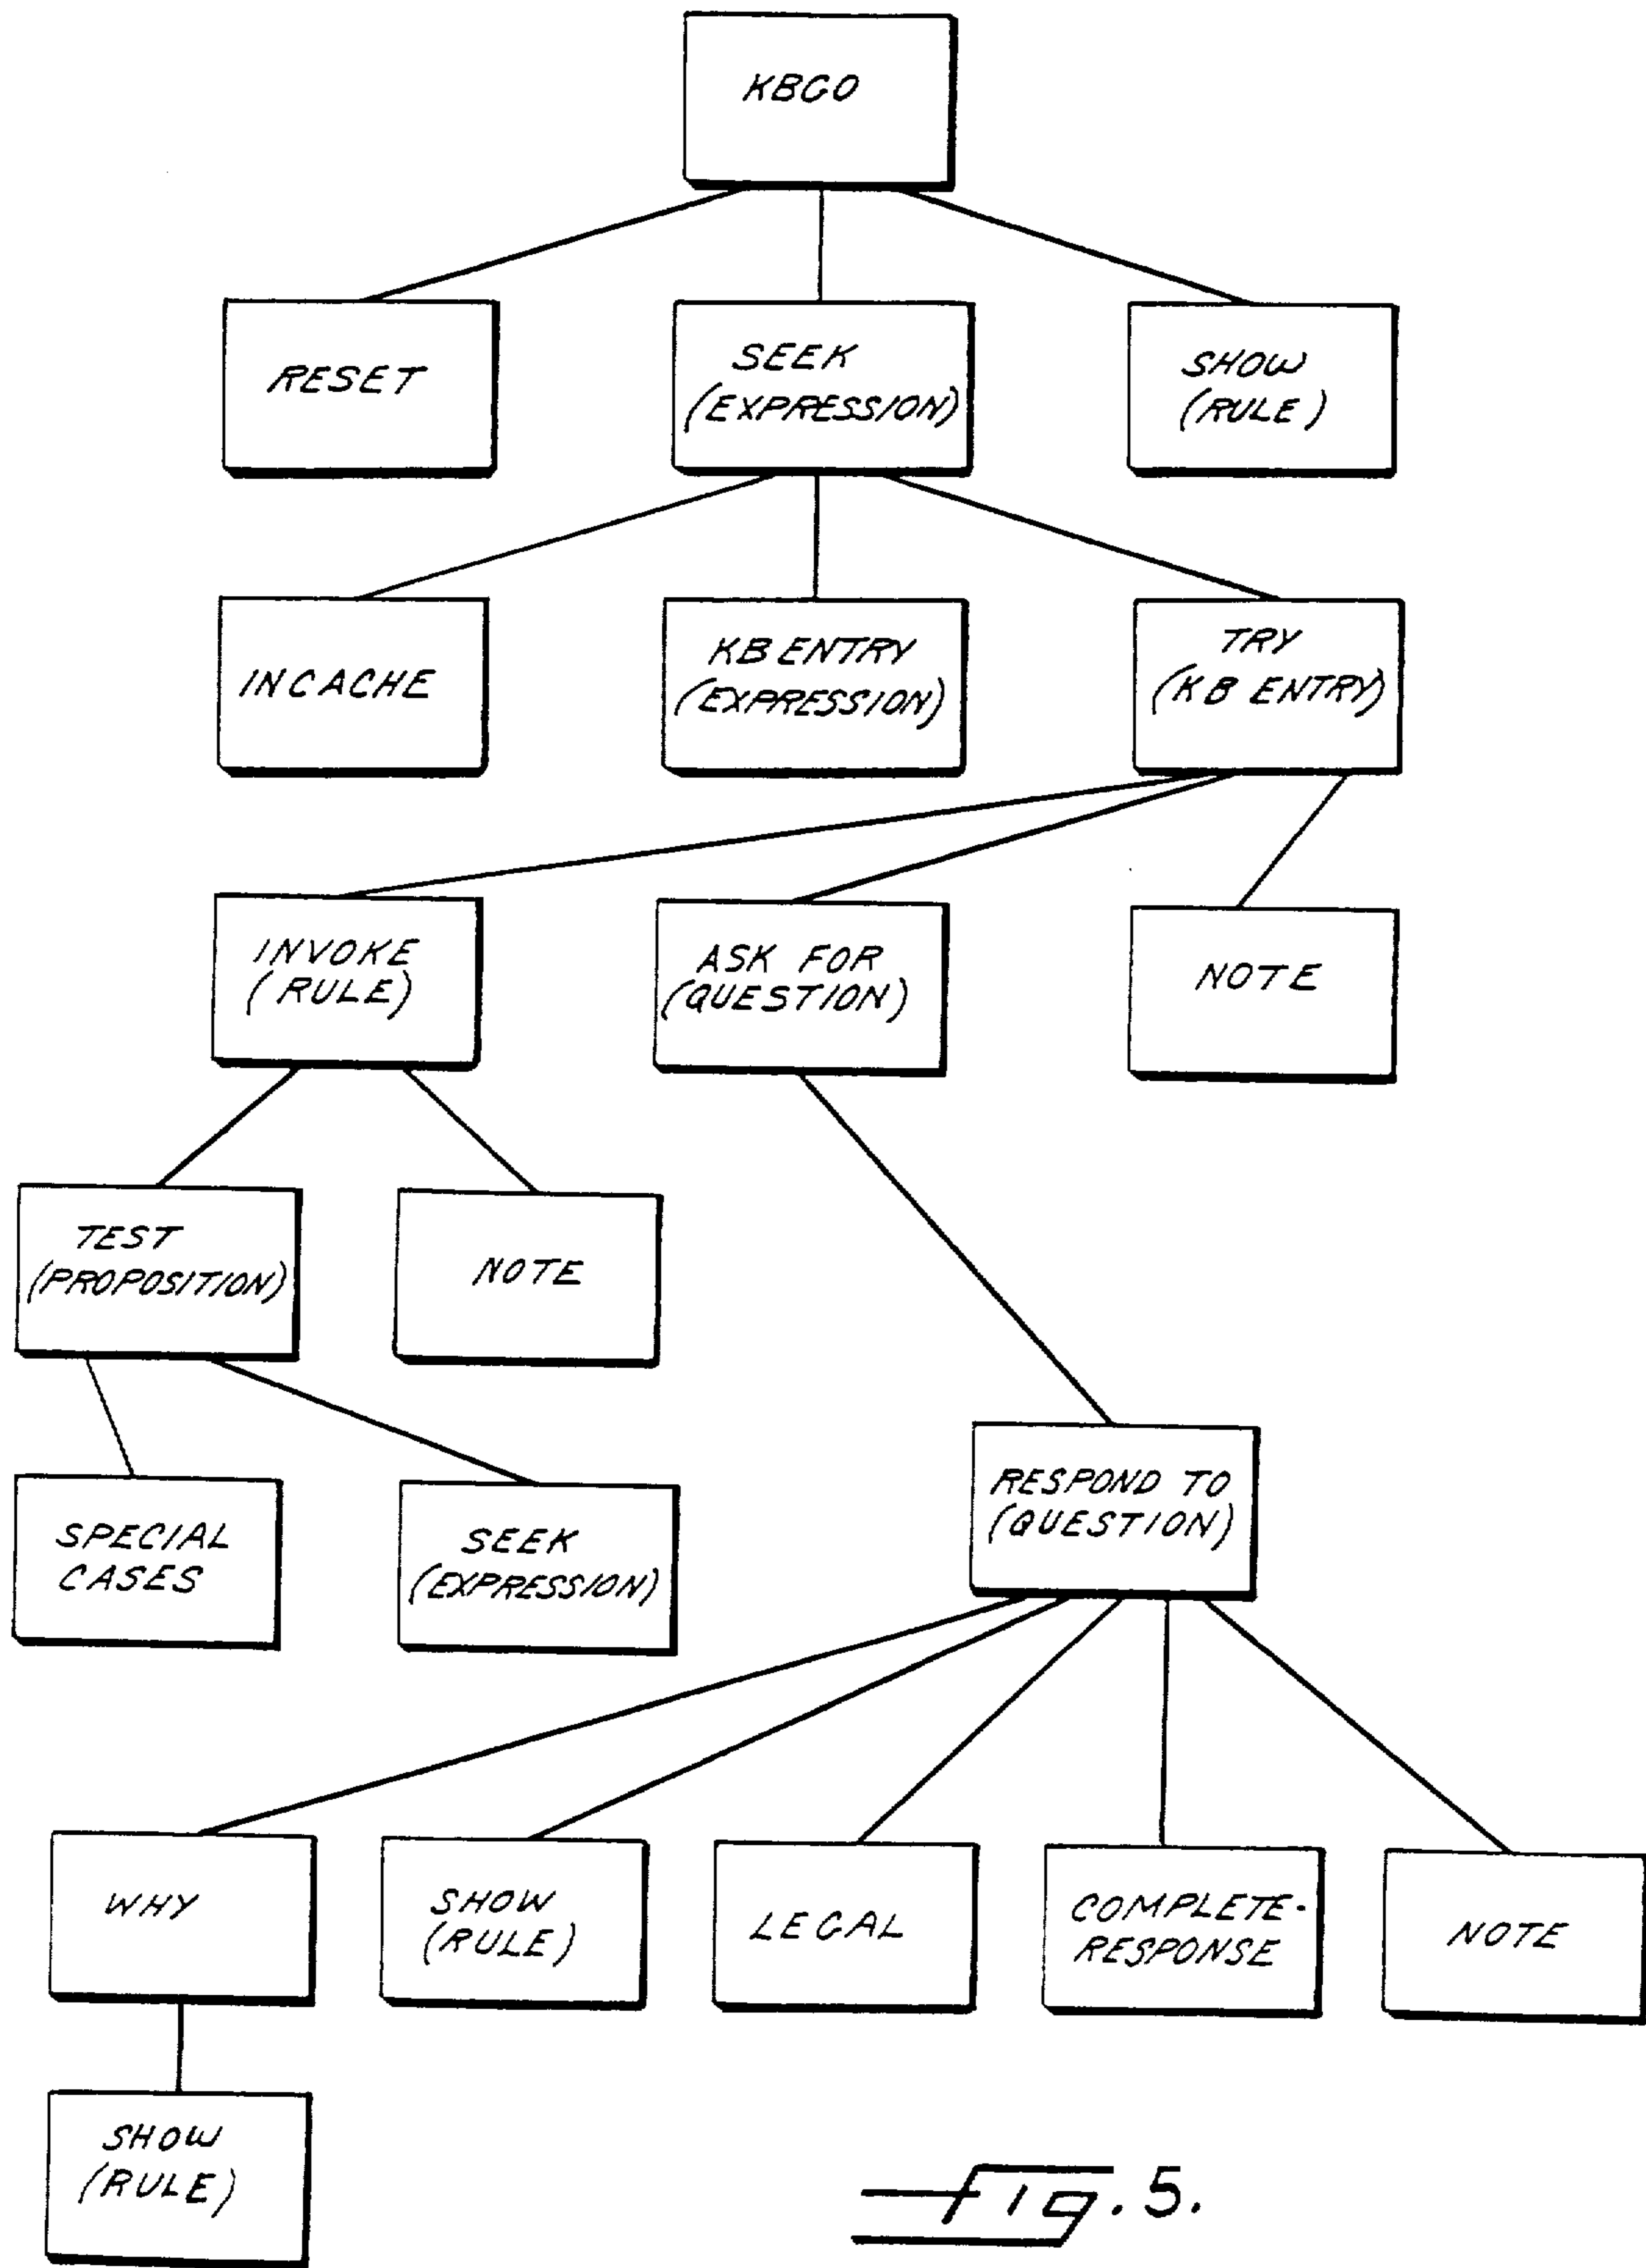 KBGO
RESET
SEEK
(EXPRESSION)
SHOW
(RULE)
INCACHE
KB ENTRY
(EXPRESSION)
TRY
(KB ENTRY)
INVOKE
(RULE)
ASK FOR
(QUESTION)
NOTE
TEST
(PROPOSITION)
NOTE
SPECIAL
CASES
SEEK
(EXPRESSION)
RESPOND TO
(QUESTION)
WHY
SHOW
(RULE)
LEGAL
COMPLETE-
RESPONSE
NOTE
SHOW
(RULE)
Fig. 5.